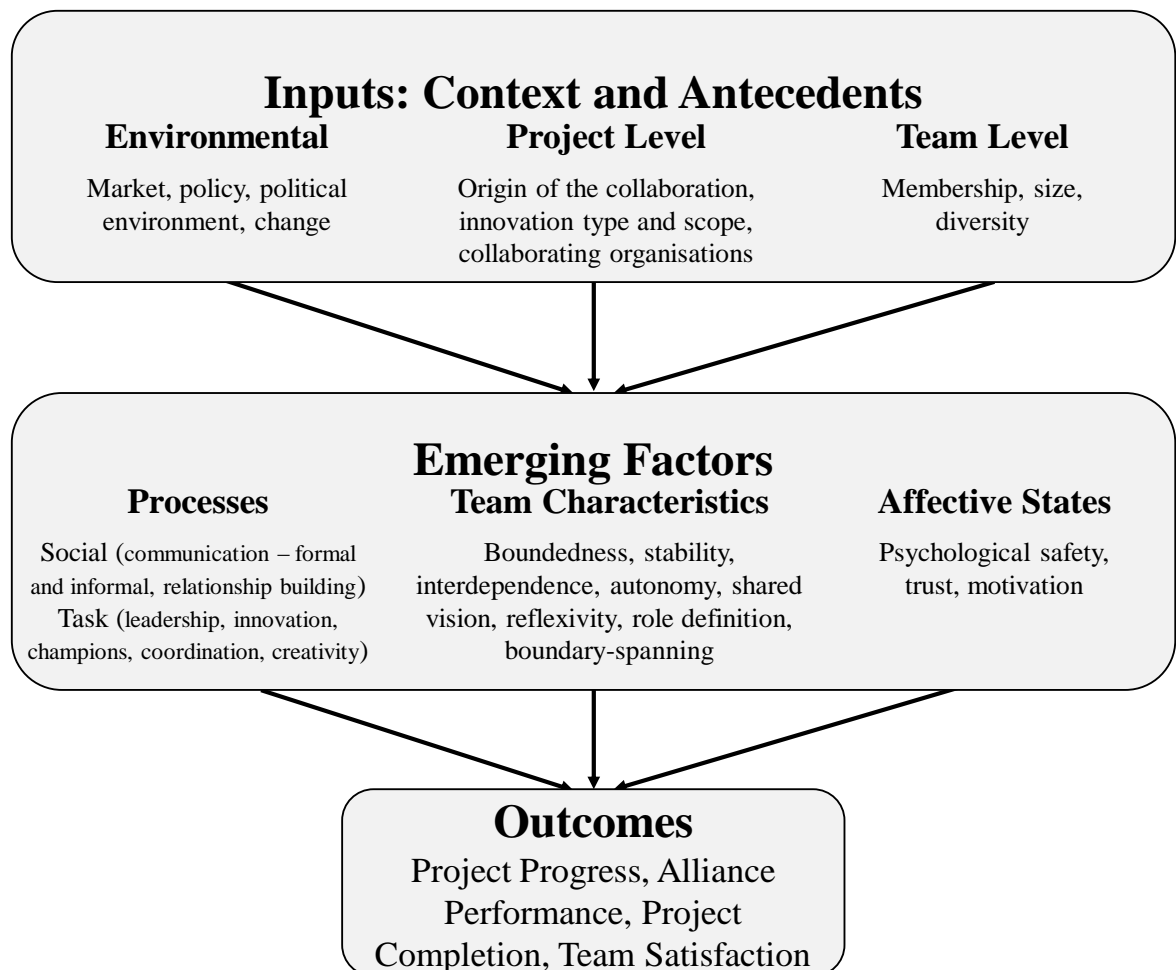 Inputs: Context and Antecedents
Environmental
Market, policy, political
environment, change
Project Level
Origin of the collaboration,
innovation type and scope,
collaborating organisations
Team Level
Membership, size,
diversity
Emerging Factors
Processes
Social (communication – formal
and informal, relationship building)
Task (leadership, innovation,
champions, coordination, creativity)
Team Characteristics
Boundedness, stability,
interdependence, autonomy, shared
vision, reflexivity, role definition,
boundary-spanning
Affective States
Psychological safety,
trust, motivation
Outcomes
Project Progress, Alliance
Performance, Project
Completion, Team Satisfaction